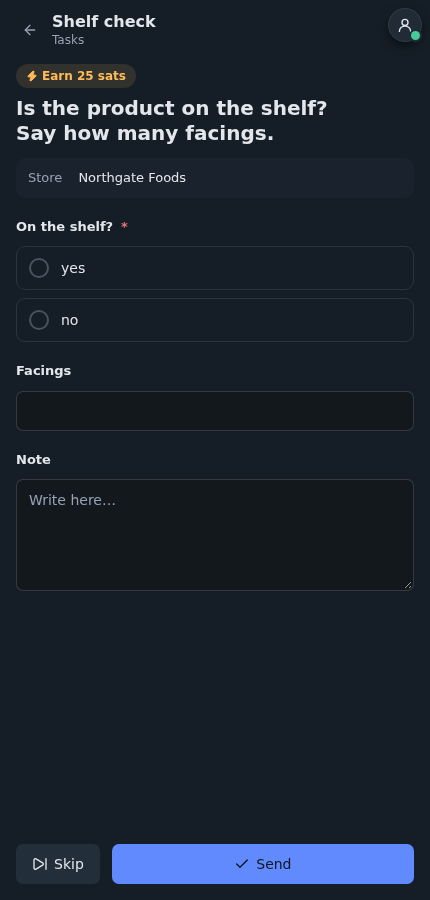 Shelf check
Tasks
Earn 25 sats
Is the product on the shelf?
Say how many facings.
Store Northgate Foods
On the shelf? *
yes
no
Facings
Note
Write here...
Skip
Send